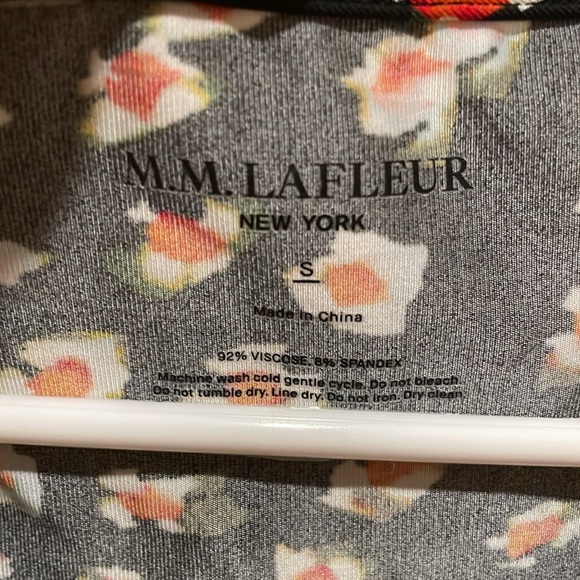 M.M. LAFLEUR
NEW YORK
S
Made in China
92% VISCOSE, 8% SPANDEX
Machine wash cold gentle cycle. Do not bleach
Do not tumble dry. Line dry. Do not iron. Dry clean